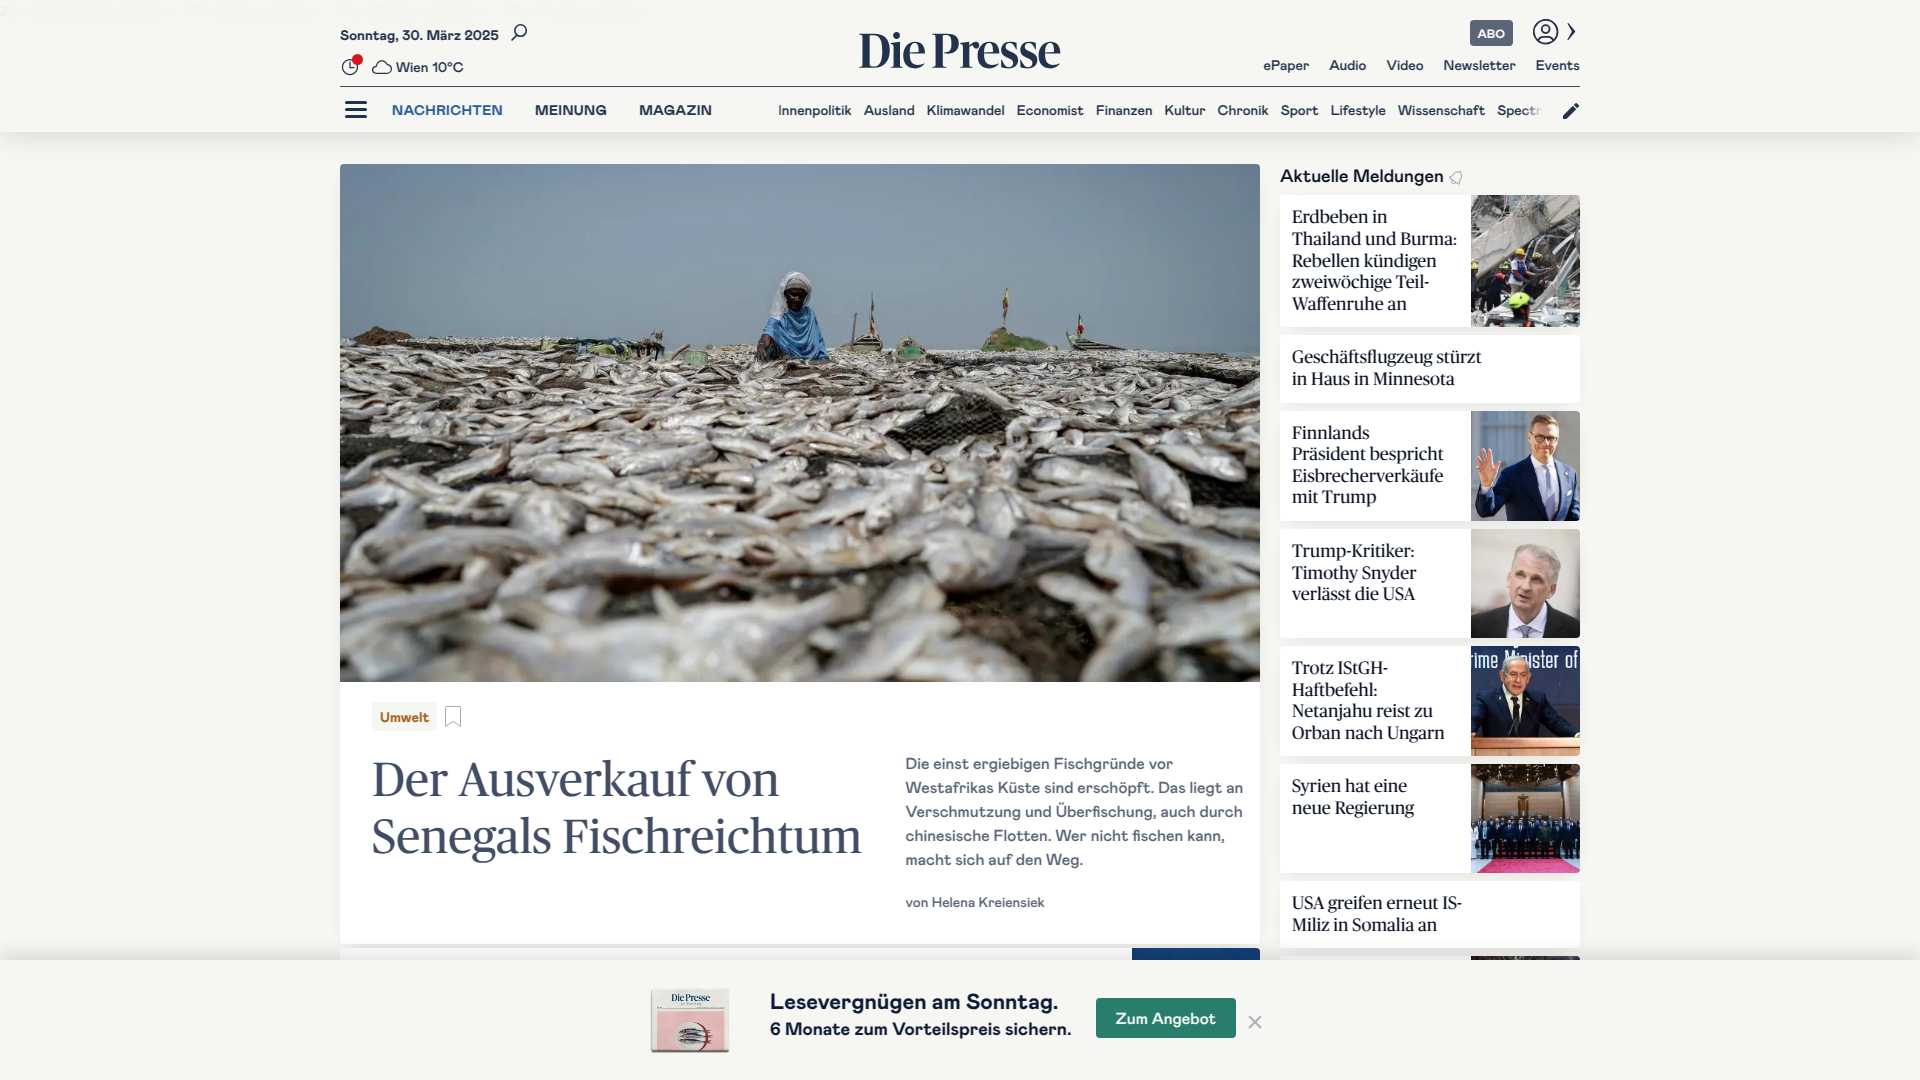 Sonntag, 30. März 2025
Wien 10°C
Die Presse
ABO
ePaper Audio Video Newsletter Events
NACHRICHTEN MEINUNG MAGAZIN
Innenpolitik Ausland Klimawandel Economist Finanzen Kultur Chronik Sport Lifestyle Wissenschaft Spectr
Umwelt
Der Ausverkauf von
Senegals Fischreichtum
Die einst ergiebigen Fischgründe vor
Westafrikas Küste sind erschöpft. Das liegt an
Verschmutzung und Überfischung, auch durch
chinesische Flotten. Wer nicht fischen kann,
macht sich auf den Weg.
von Helena Kreiensiek
Aktuelle Meldungen
Erdbeben in
Thailand und Burma:
Rebellen kündigen
zweiwöchige Teil-
Waffenruhe an
Geschäftsflugzeug stürzt
in Haus in Minnesota
Finnlands
Präsident bespricht
Eisbrecherverkäufe
mit Trump
Trump-Kritiker:
Timothy Snyder
verlässt die USA
Trotz IStGH-
Haftbefehl:
Netanjahu reist zu
Orban nach Ungarn
rime Minister of
Syrien hat eine
neue Regierung
USA greifen erneut IS-
Miliz in Somalia an
Die Presse
Lesevergnügen am Sonntag.
6 Monate zum Vorteilspreis sichern.
Zum Angebot